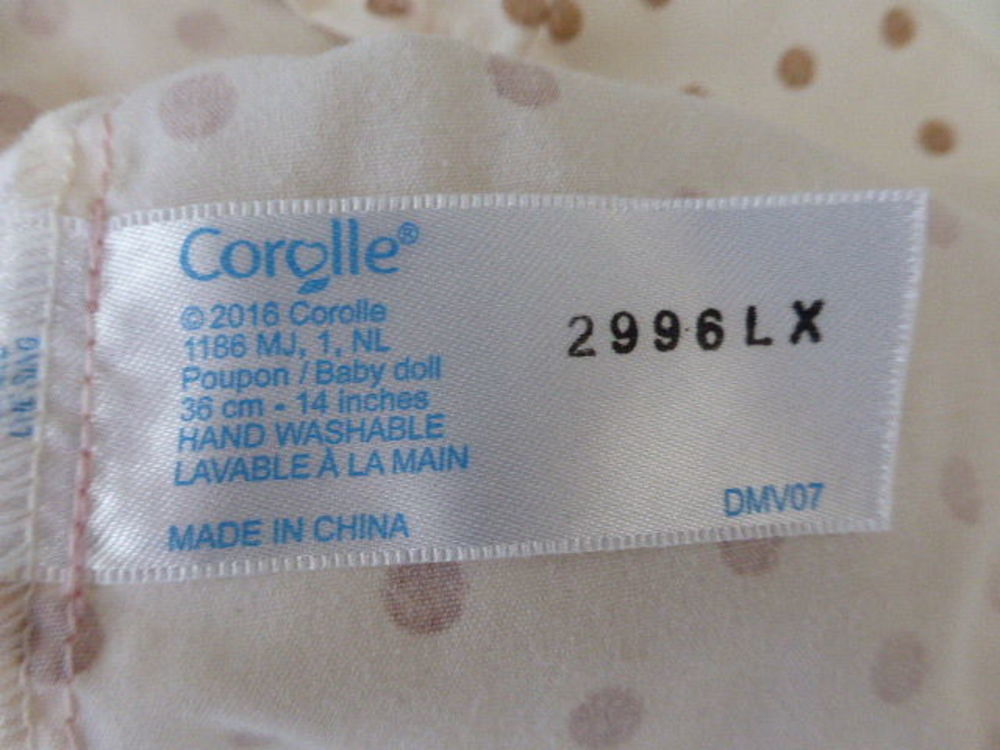 Corolle®
© 2016 Corolle
1186 MJ, 1, NL
Poupon / Baby doll
36 cm - 14 inches
HAND WASHABLE
LAVABLE À LA MAIN
MADE IN CHINA
2996LX
DMV07